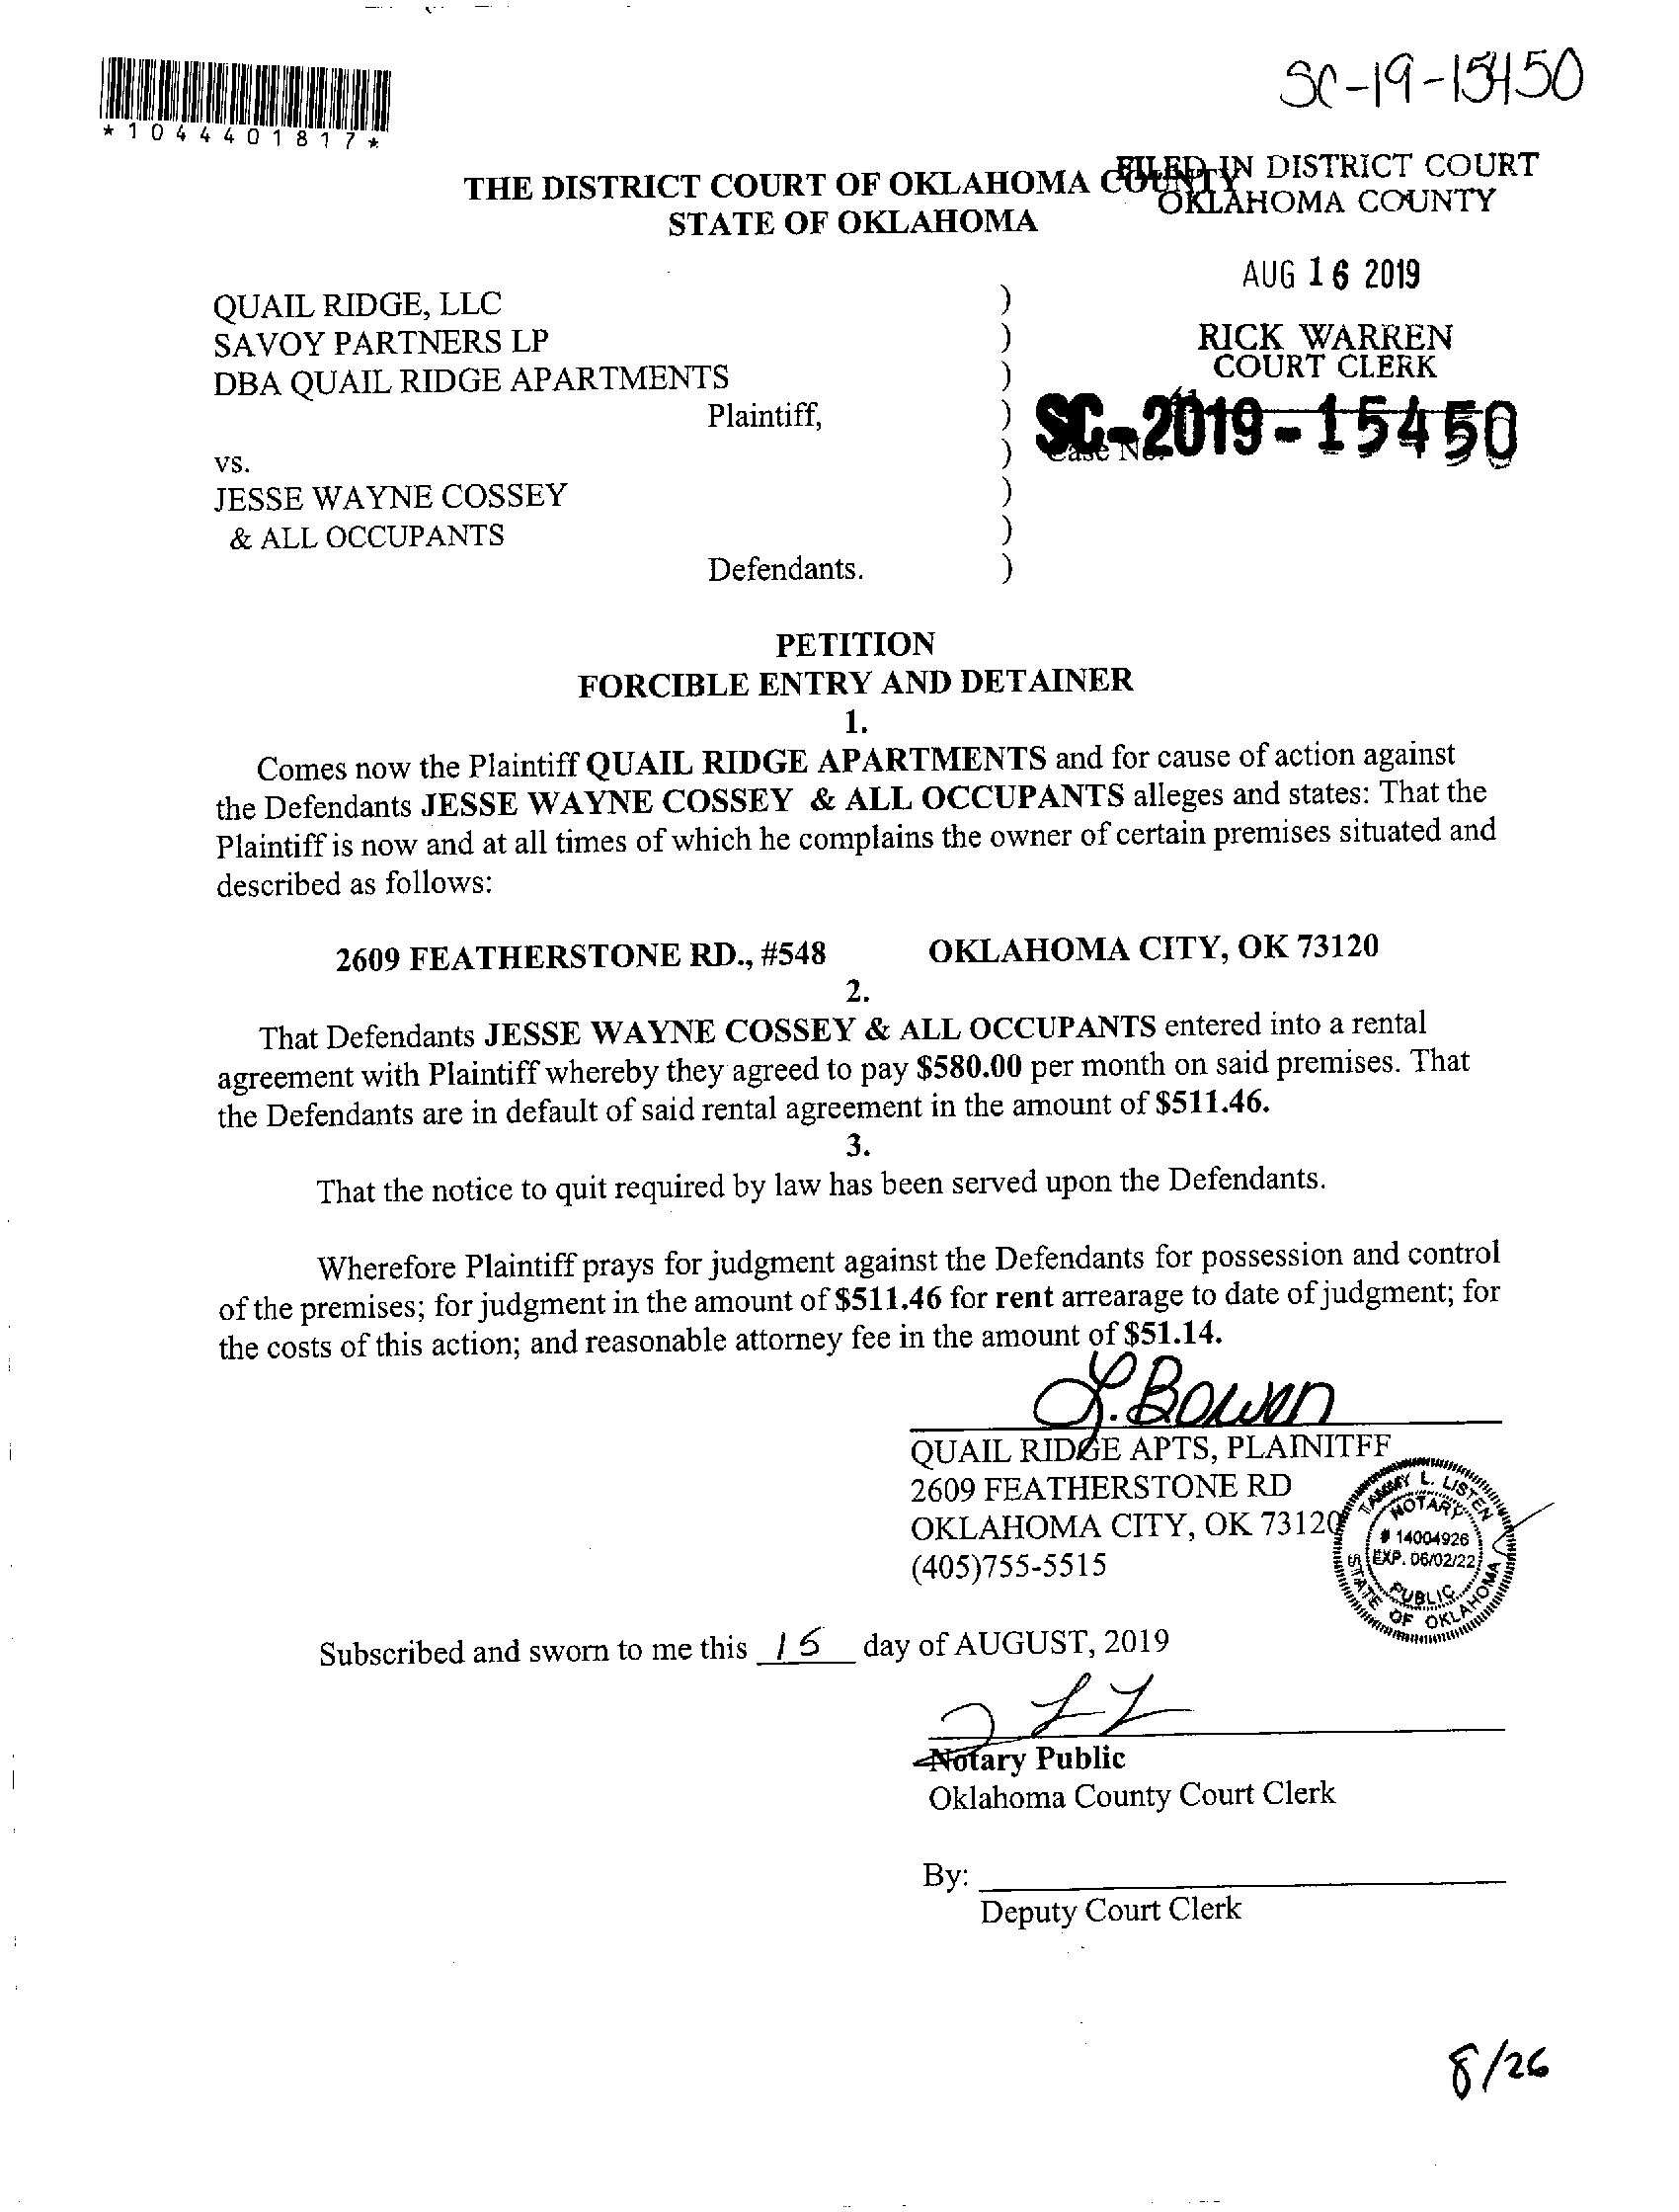 SC-19-15450
*1044401817*
THE DISTRICT COURT OF OKLAHOMA COUNTY
STATE OF OKLAHOMA
FILED IN DISTRICT COURT
OKLAHOMA COUNTY
AUG 16 2019
RICK WARREN
COURT CLERK
SC-2019-15450
Case No.
QUAIL RIDGE, LLC )
SAVOY PARTNERS LP )
DBA QUAIL RIDGE APARTMENTS )
Plaintiff, )
vs. )
JESSE WAYNE COSSEY )
& ALL OCCUPANTS )
Defendants. )
PETITION
FORCIBLE ENTRY AND DETAINER
1.
Comes now the Plaintiff QUAIL RIDGE APARTMENTS and for cause of action against
the Defendants JESSE WAYNE COSSEY & ALL OCCUPANTS alleges and states: That the
Plaintiff is now and at all times of which he complains the owner of certain premises situated and
described as follows:
2609 FEATHERSTONE RD., #548 OKLAHOMA CITY, OK 73120
2.
That Defendants JESSE WAYNE COSSEY & ALL OCCUPANTS entered into a rental
agreement with Plaintiff whereby they agreed to pay $580.00 per month on said premises. That
the Defendants are in default of said rental agreement in the amount of $511.46.
3.
That the notice to quit required by law has been served upon the Defendants.
Wherefore Plaintiff prays for judgment against the Defendants for possession and control
of the premises; for judgment in the amount of $511.46 for rent arrearage to date of judgment; for
the costs of this action; and reasonable attorney fee in the amount of $51.14.
L. Bowen
QUAIL RIDGE APTS, PLAINITFF
2609 FEATHERSTONE RD
OKLAHOMA CITY, OK 73120
(405)755-5515
TAMMY L. LISTEN
NOTARY
# 14004926
EXP. 06/02/22
PUBLIC
STATE OF OKLAHOMA
Subscribed and sworn to me this 15 day of AUGUST, 2019
Notary Public
Oklahoma County Court Clerk
By:
Deputy Court Clerk
8/26